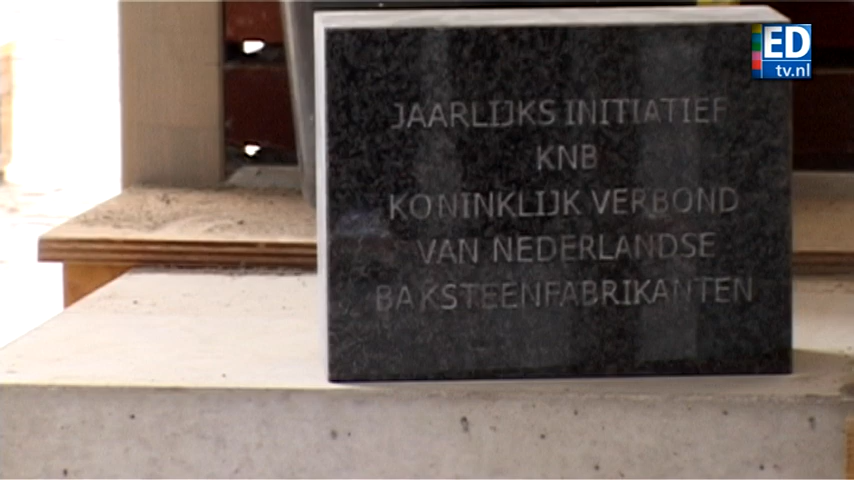 ED
tv.nl
JAARLIJKS INITIATIEF
KNB
KONINKLIJK VERBOND
VAN NEDERLANDSE
BAKSTEENFABRIKANTEN